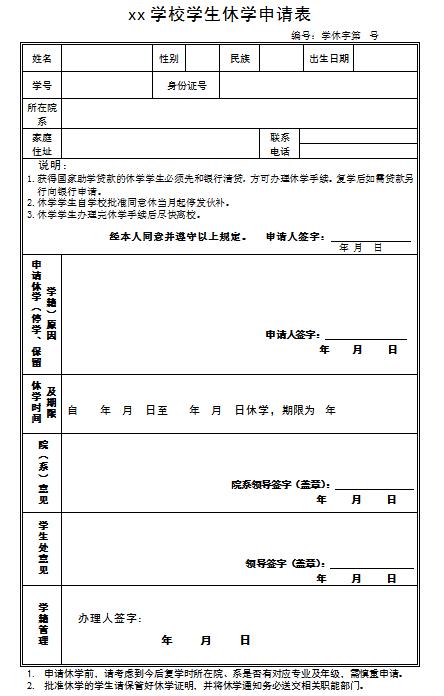 xx 学校学生休学申请表
编号：学休字第 号
姓名 性别 民族 出生日期
学号 身份证号
所在院
系
家庭 联系
住址 电话
说明：
1. 获得国家助学贷款的休学学生必须先和银行清贷，方可办理休学手续。复学后如需贷款另
行向银行申请。
2. 休学学生自学校批准同意休当月起停发伙补。
3. 休学学生办理完休学手续后尽快离校。
经本人同意并遵守以上规定。 申请人签字：
年 月 日
申请休学（停学、保留
学籍）原因
申请人签字：
年 月 日
休学时间
及期限
自 年 月 日至 年 月 日休学，期限为 年
院（系）意见
院系领导签字（盖章）：
年 月 日
学生处意见
领导签字（盖章）：
年 月 日
学籍管理
办理人签字：
年 月 日
1. 申请休学前，请考虑到今后复学时所在院、系是否有对应专业及年级，需慎重申请。
2. 批准休学的学生请保管好休学证明，并将休学通知务必送交相关职能部门。